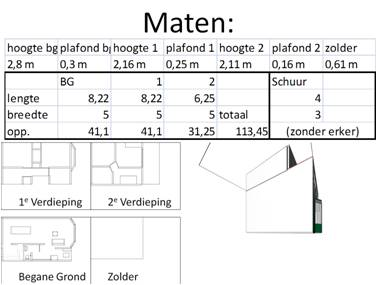 Maten:
hoogte bg plafond bg hoogte 1 plafond 1 hoogte 2 plafond 2 zolder
2,8 m 0,3 m 2,16 m 0,25 m 2,11 m 0,16 m 0,61 m
BG 1 2 Schuur
lengte 8,22 8,22 6,25 4
breedte 5 5 5 totaal 3
opp. 41,1 41,1 31,25 113,45 (zonder erker)
1e Verdieping 2e Verdieping
Begane Grond Zolder